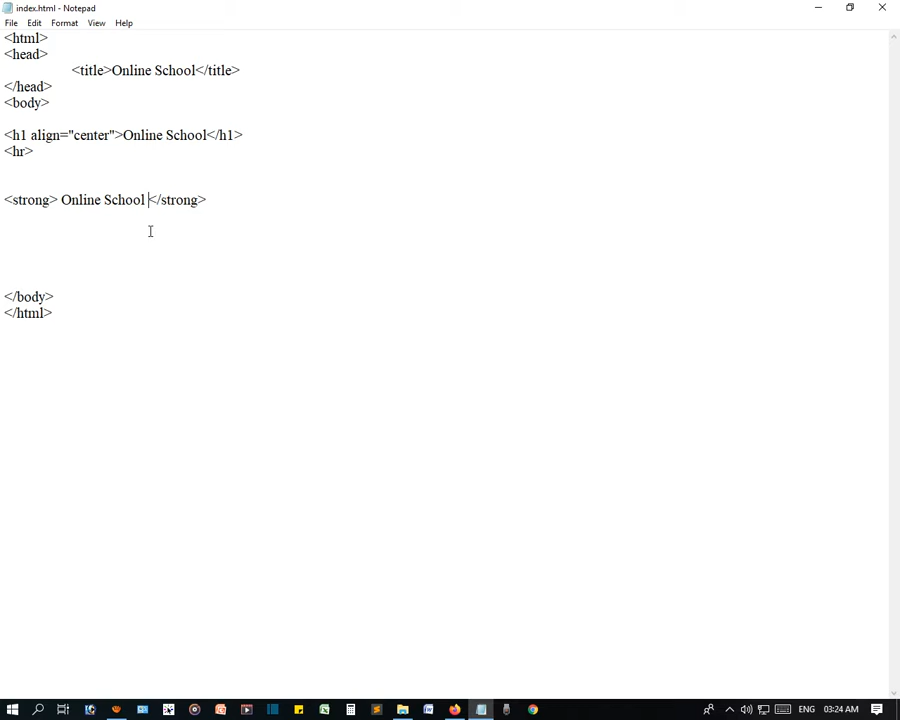 index.html - Notepad
File Edit Format View Help
<html>
<head>
<title>Online School</title>
</head>
<body>
<h1 align="center">Online School</h1>
<hr>
<strong> Online School </strong>
</body>
</html>
ENG 03:24 AM